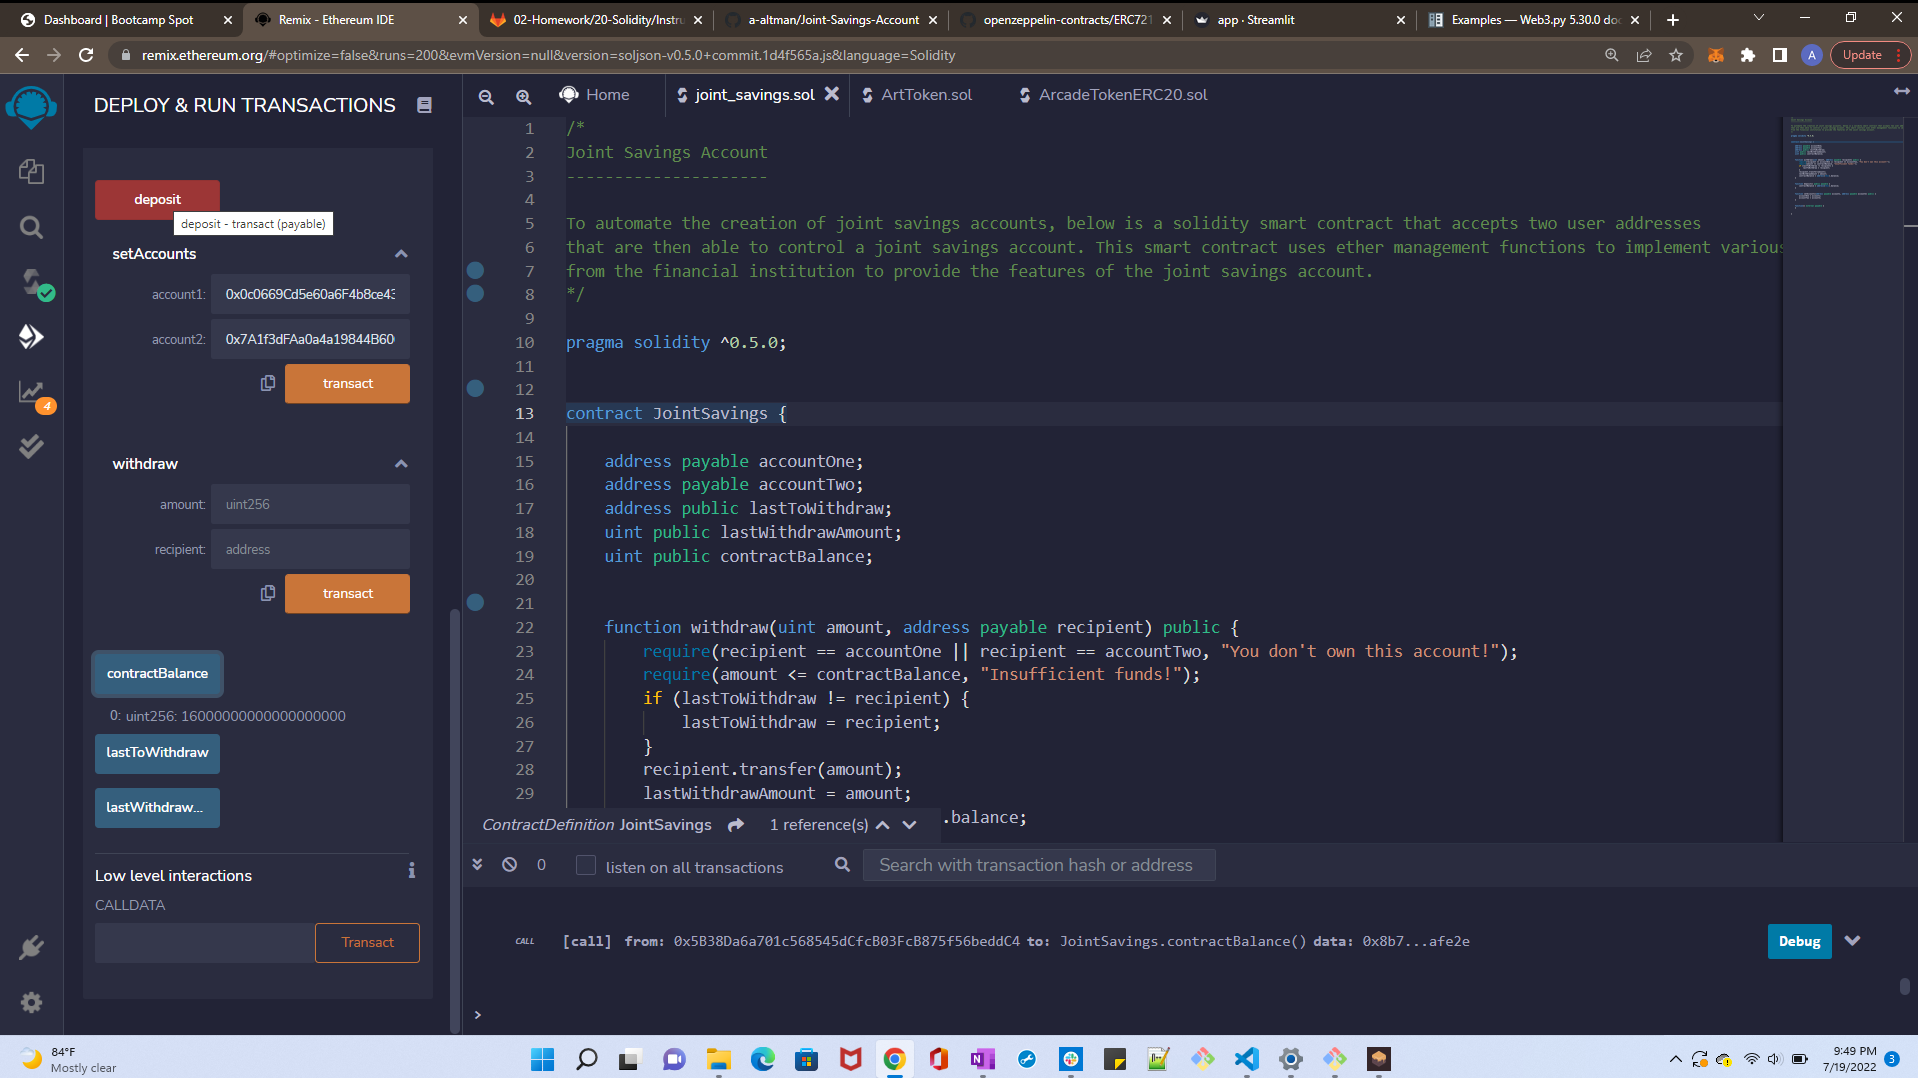 Dashboard | Bootcamp Spot
Remix - Ethereum IDE
02-Homework/20-Solidity/Instru
a-altman/Joint-Savings-Account
openzeppelin-contracts/ERC721
app · Streamlit
Examples — Web3.py 5.30.0 doc
remix.ethereum.org/#optimize=false&runs=200&evmVersion=null&version=soljson-v0.5.0+commit.1d4f565a.js&language=Solidity
A
Update
DEPLOY & RUN TRANSACTIONS
deposit
deposit - transact (payable)
setAccounts
account1: 0x0c0669Cd5e60a6F4b8ce43
account2: 0x7A1f3dFAa0a4a19844B60
transact
withdraw
amount: uint256
recipient: address
transact
contractBalance
0: uint256: 16000000000000000000
lastToWithdraw
lastWithdraw...
Low level interactions
i
CALLDATA
Transact
4
Home
joint_savings.sol
ArtToken.sol
ArcadeTokenERC20.sol
1 /*
2 Joint Savings Account
3 ---------------------
4
5 To automate the creation of joint savings accounts, below is a solidity smart contract that accepts two user addresses
6 that are then able to control a joint savings account. This smart contract uses ether management functions to implement various
7 from the financial institution to provide the features of the joint savings account.
8 */
9
10 pragma solidity ^0.5.0;
11
12
13 contract JointSavings {
14
15 address payable accountOne;
16 address payable accountTwo;
17 address public lastToWithdraw;
18 uint public lastWithdrawAmount;
19 uint public contractBalance;
20
21
22 function withdraw(uint amount, address payable recipient) public {
23 require(recipient == accountOne || recipient == accountTwo, "You don't own this account!");
24 require(amount <= contractBalance, "Insufficient funds!");
25 if (lastToWithdraw != recipient) {
26 lastToWithdraw = recipient;
27 }
28 recipient.transfer(amount);
29 lastWithdrawAmount = amount;
.balance;
ContractDefinition JointSavings 1 reference(s)
0 listen on all transactions Search with transaction hash or address
CALL [call] from: 0x5B38Da6a701c568545dCfcB03FcB875f56beddC4 to: JointSavings.contractBalance() data: 0x8b7...afe2e
Debug
>
84°F
Mostly clear
9:49 PM
7/19/2022
3